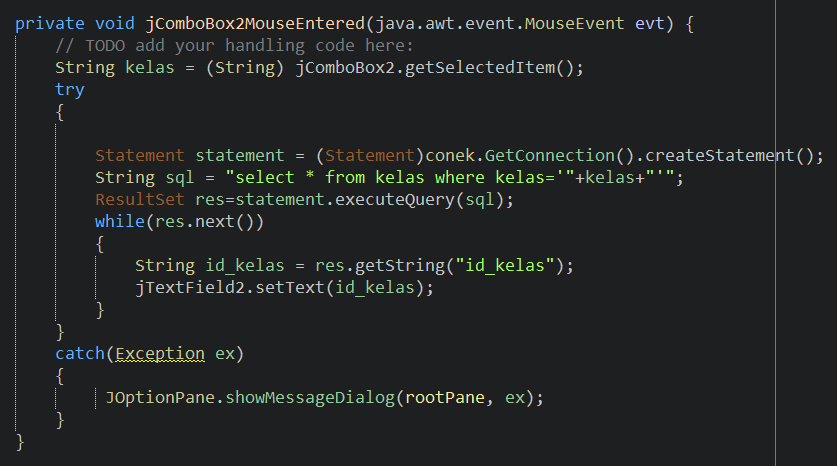 private void jComboBox2MouseEntered(java.awt.event.MouseEvent evt) {
// TODO add your handling code here:
String kelas = (String) jComboBox2.getSelectedItem();
try
{
Statement statement = (Statement)conek.GetConnection().createStatement();
String sql = "select * from kelas where kelas='"+kelas+"'";
ResultSet res=statement.executeQuery(sql);
while(res.next())
{
String id_kelas = res.getString("id_kelas");
jTextField2.setText(id_kelas);
}
}
catch(Exception ex)
{
JOptionPane.showMessageDialog(rootPane, ex);
}
}